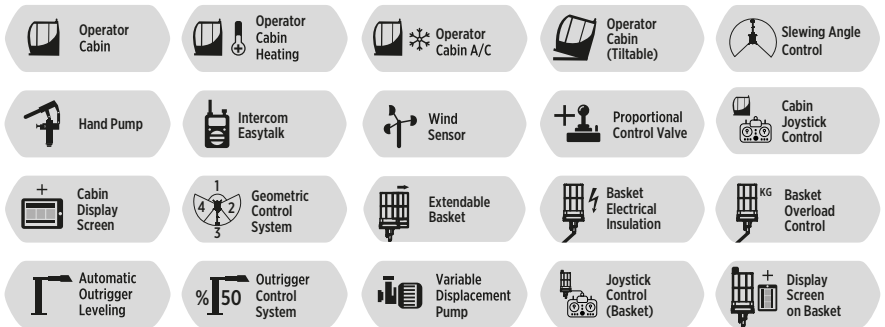 Operator
Cabin
Operator
Cabin
Heating
Operator
Cabin A/C
Operator
Cabin
(Tiltable)
Slewing Angle
Control
Hand Pump
Intercom
Easytalk
Wind
Sensor
+
Proportional
Control Valve
Cabin
Joystick
Control
+
Cabin
Display
Screen
1
4 2
3
Geometric
Control
System
Extendable
Basket
Basket
Electrical
Insulation
KG
Basket
Overload
Control
Automatic
Outrigger
Leveling
% 50
Outrigger
Control
System
Variable
Displacement
Pump
Joystick
Control
(Basket)
+
Display
Screen
on Basket